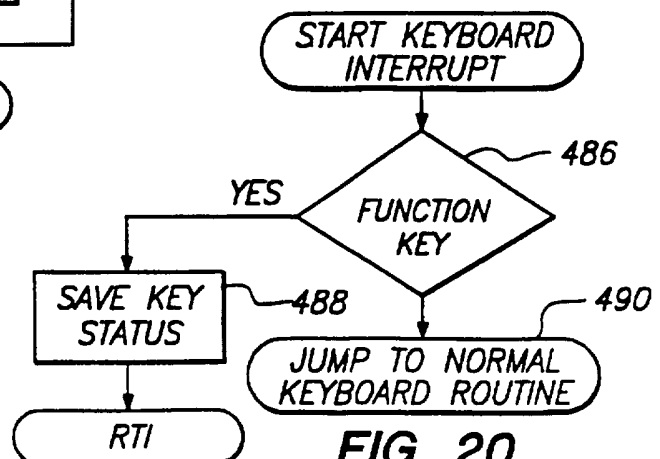 START KEYBOARD
INTERRUPT
486
YES
FUNCTION
KEY
SAVE KEY
STATUS
488
490
JUMP TO NORMAL
KEYBOARD ROUTINE
RTI
FIG. 20